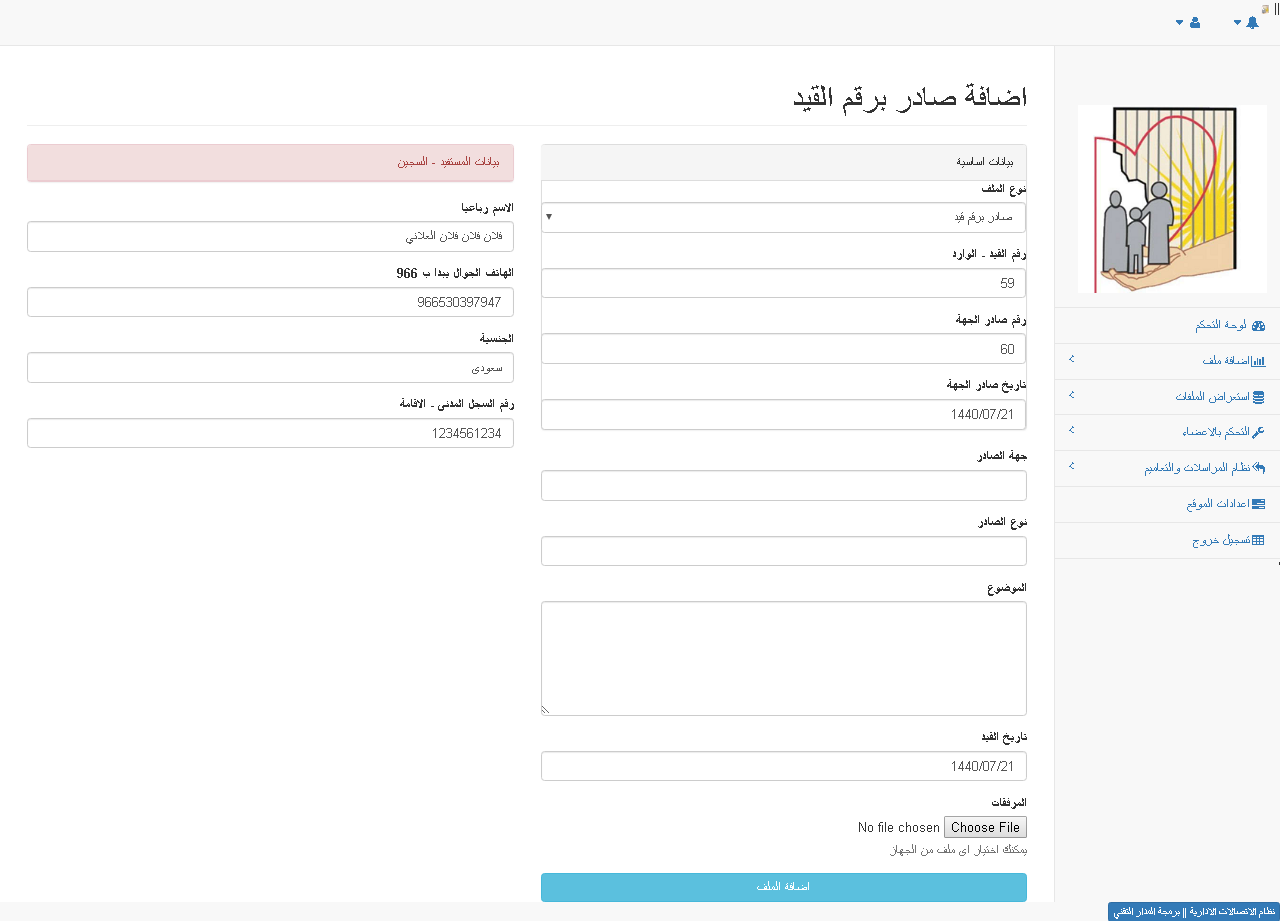 ||
اضافة صادر برقم القيد
بيانات اساسية
نوع الملف
صادر برقم قيد
رقم القيد - الوارد
59
رقم صادر الجهة
60
تاريخ صادر الجهة
1440/07/21
جهة الصادر
نوع الصادر
الموضوع
تاريخ القيد
1440/07/21
المرفقات
Choose File No file chosen
يمكنك اختيار اى ملف من الجهاز
اضافة الملف
بيانات المستفيد - السجين
الاسم رباعيا
فلان فلان فلان العلاني
الهاتف الجوال يبدا ب 966
966530397947
الجنسية
سعودى
رقم السجل المدنى - الاقامة
1234561234
لوحة التحكم
اضافة ملف
استعراض الملفات
التحكم بالاعضاء
نظام المراسلات والتعاميم
اعدادات الموقع
تسجيل خروج
نظام الاتصالات الادارية || برمجة المدار التقني